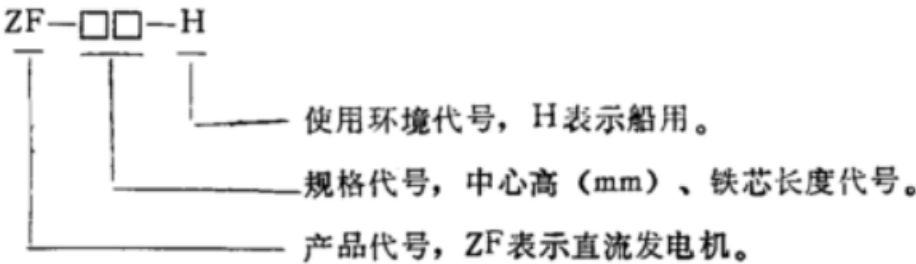 ZF—□□—H
使用环境代号，H表示船用。
规格代号，中心高（mm）、铁芯长度代号。
产品代号，ZF表示直流发电机。